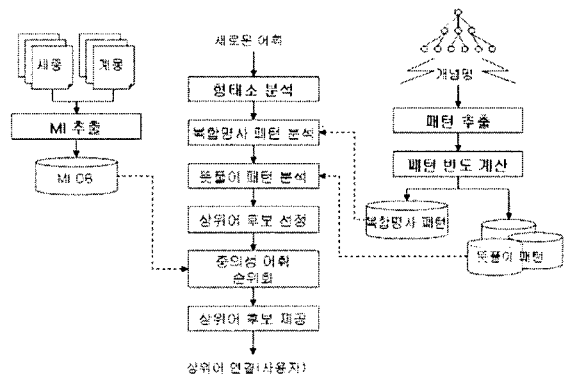 세종
계몽
MI 추출
MI DB
새로운 어휘
형태소 분석
복합명사 패턴 분석
뜻풀이 패턴 분석
상위어 후보 선정
중의성 어휘
순위화
상위어 후보 제공
상위어 연결(사용자)
개념망
패턴 추출
패턴 빈도 계산
복합명사 패턴
뜻풀이 패턴